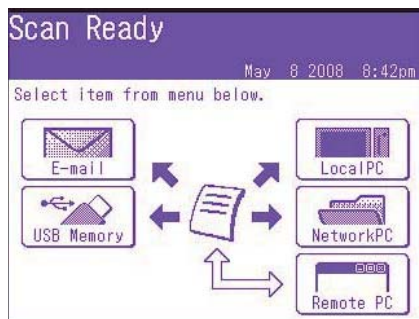 Scan Ready
May 8 2008 8:42pm
Select item from menu below.
E-mail
LocalPC
USB Memory
NetworkPC
Remote PC